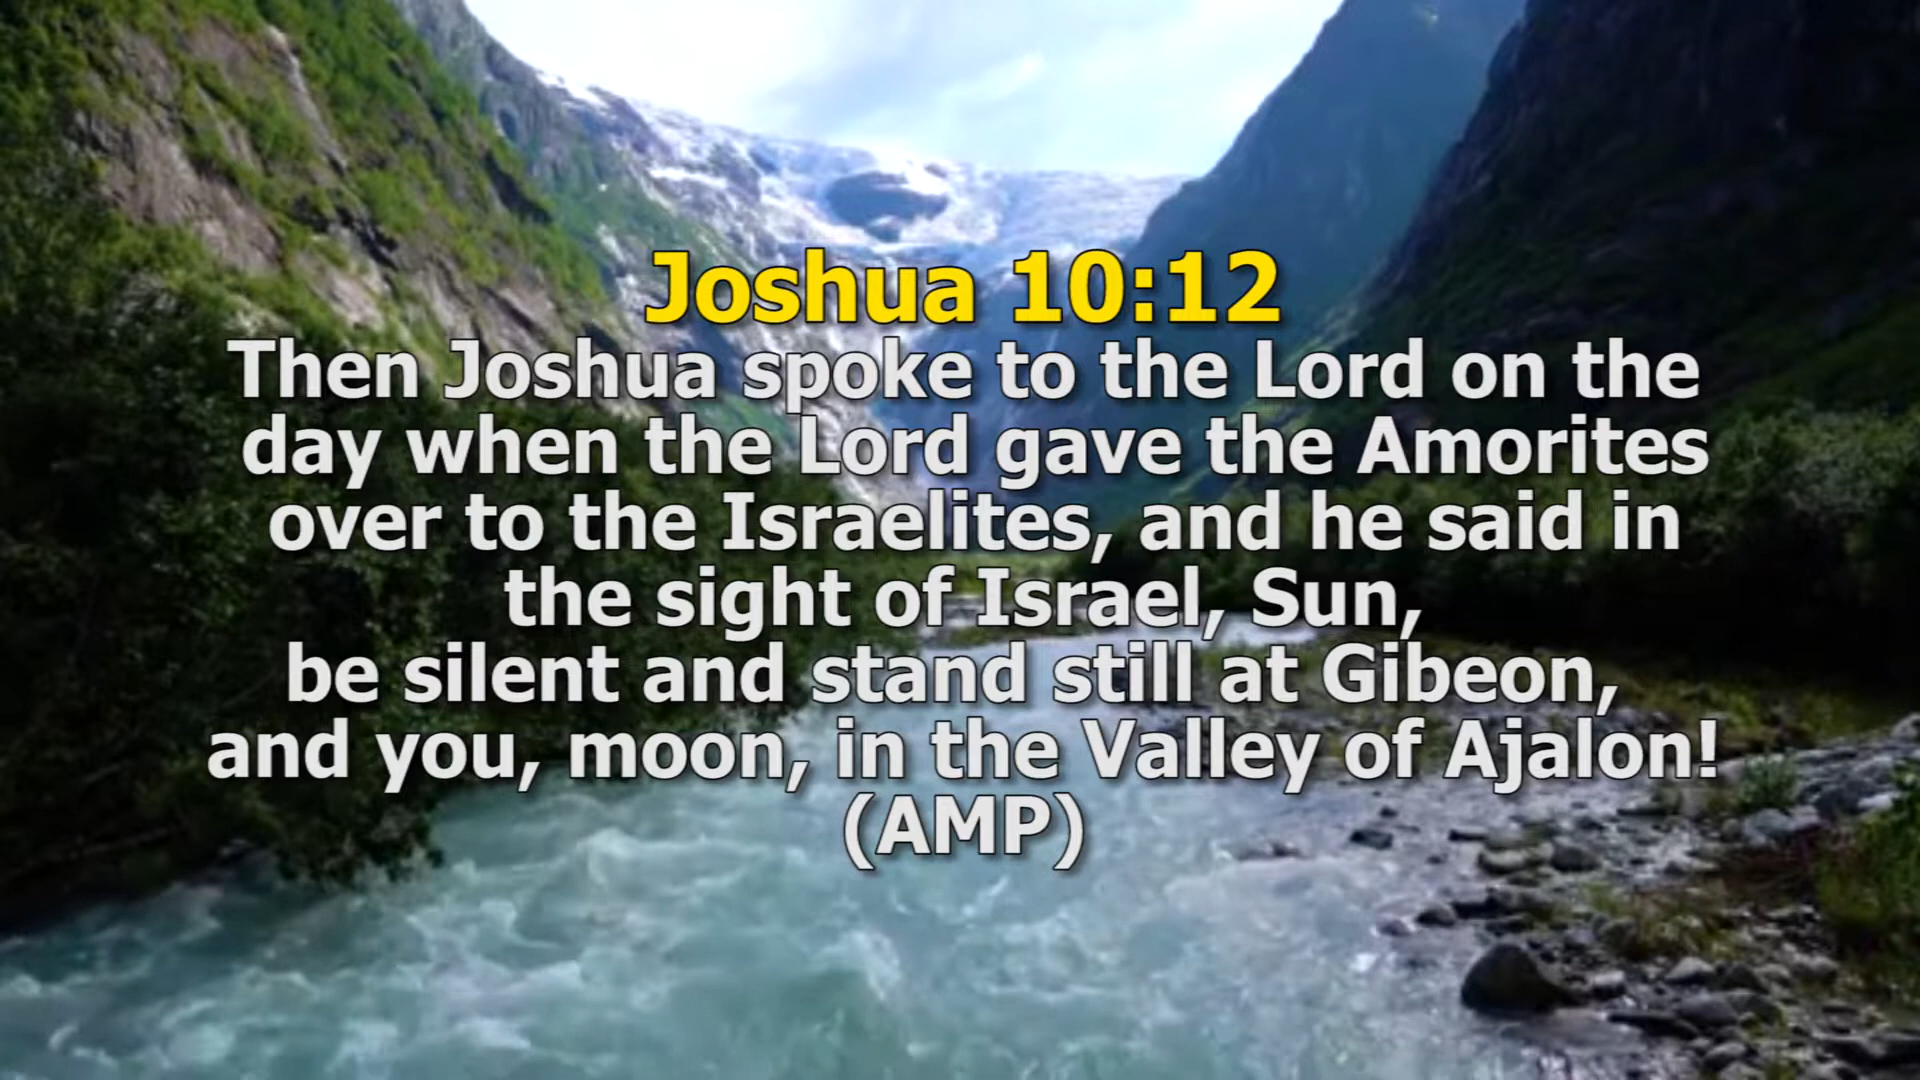 Joshua 10:12
Then Joshua spoke to the Lord on the
day when the Lord gave the Amorites
over to the Israelites, and he said in
the sight of Israel, Sun,
be silent and stand still at Gibeon,
and you, moon, in the Valley of Ajalon!
(AMP)